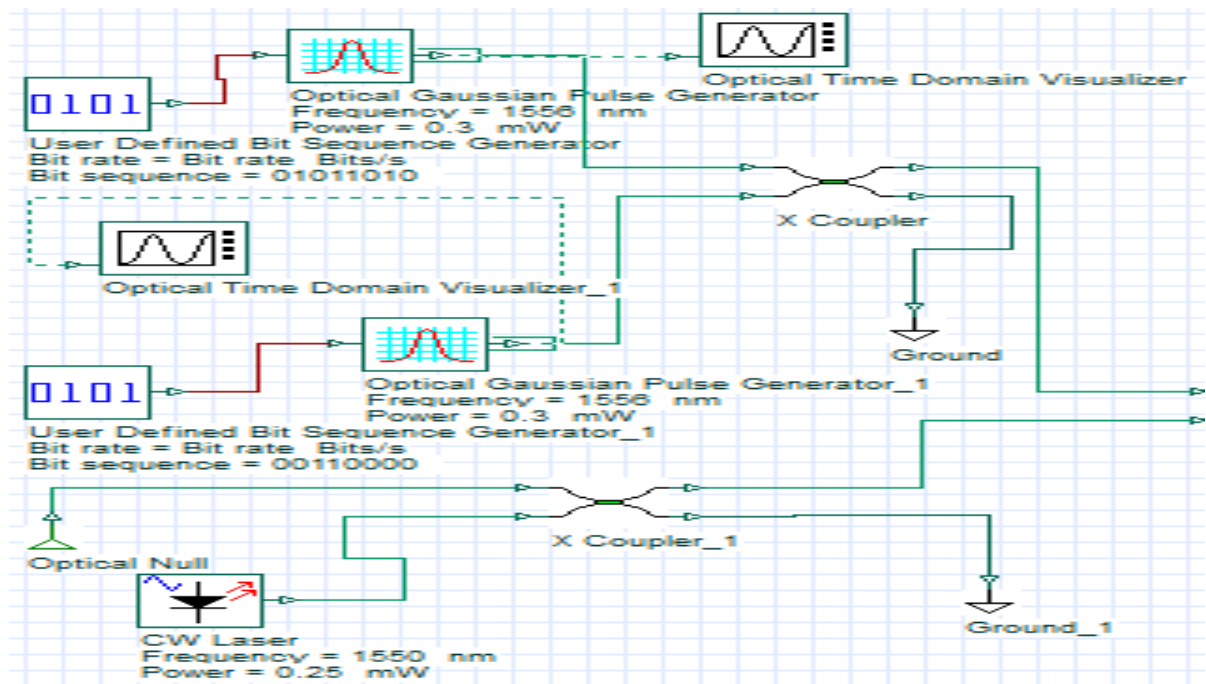 Optical Time Domain Visualizer
0101
Optical Gaussian Pulse Generator
Frequency = 1556 nm
Power = 0.3 mW
User Defined Bit Sequence Generator
Bit rate = Bit rate Bits/s
Bit sequence = 01011010
X Coupler
Optical Time Domain Visualizer_1
Ground
0101
Optical Gaussian Pulse Generator_1
Frequency = 1556 nm
Power = 0.3 mW
User Defined Bit Sequence Generator_1
Bit rate = Bit rate Bits/s
Bit sequence = 00110000
X Coupler_1
Optical Null
Ground_1
CW Laser
Frequency = 1550 nm
Power = 0.25 mW